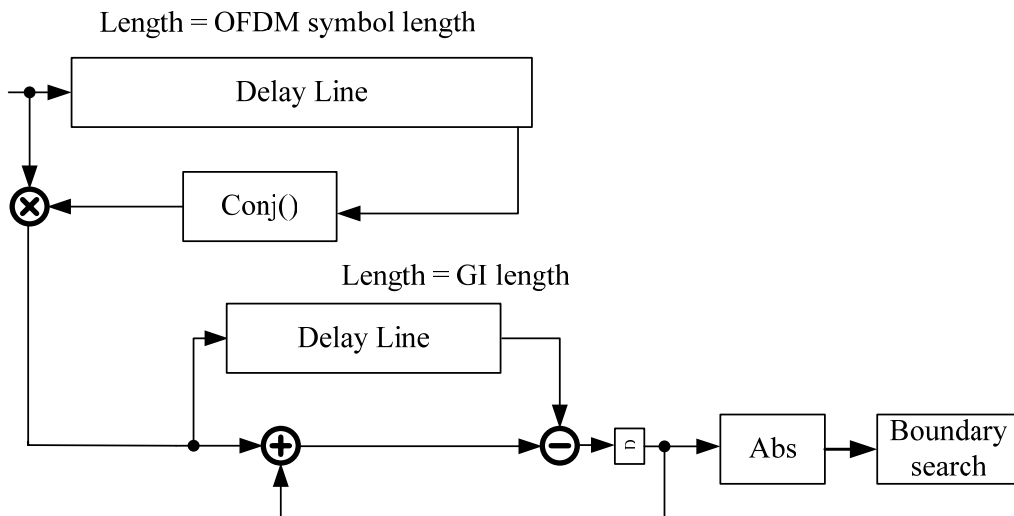 Length = OFDM symbol length
Delay Line
Conj()
Length = GI length
Delay Line
D
Abs
Boundary
search